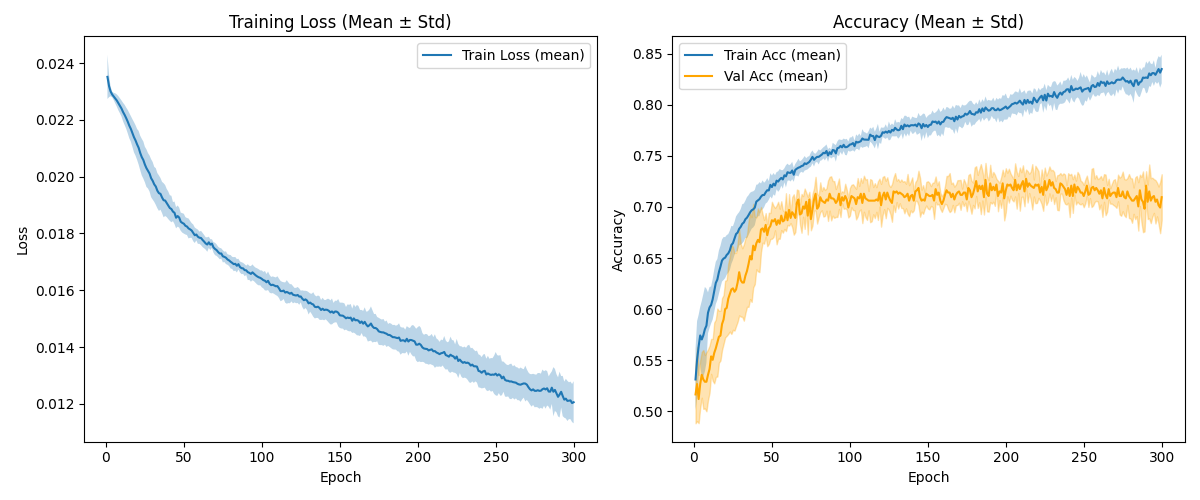 Training Loss (Mean ± Std)
Train Loss (mean)
0.024
0.022
0.020
0.018
0.016
0.014
0.012
Loss
0 50 100 150 200 250 300
Epoch
Accuracy (Mean ± Std)
Train Acc (mean)
Val Acc (mean)
0.85
0.80
0.75
0.70
0.65
0.60
0.55
0.50
Accuracy
0 50 100 150 200 250 300
Epoch